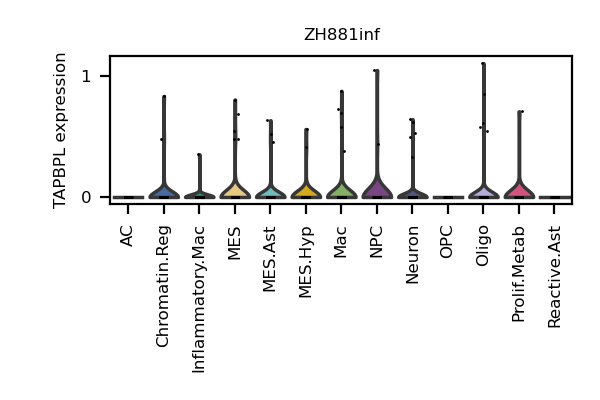 ZH881inf
TAPBPL expression
1
0
AC
Chromatin.Reg
Inflammatory.Mac
MES
MES.Ast
MES.Hyp
Mac
NPC
Neuron
OPC
Oligo
Prolif.Metab
Reactive.Ast